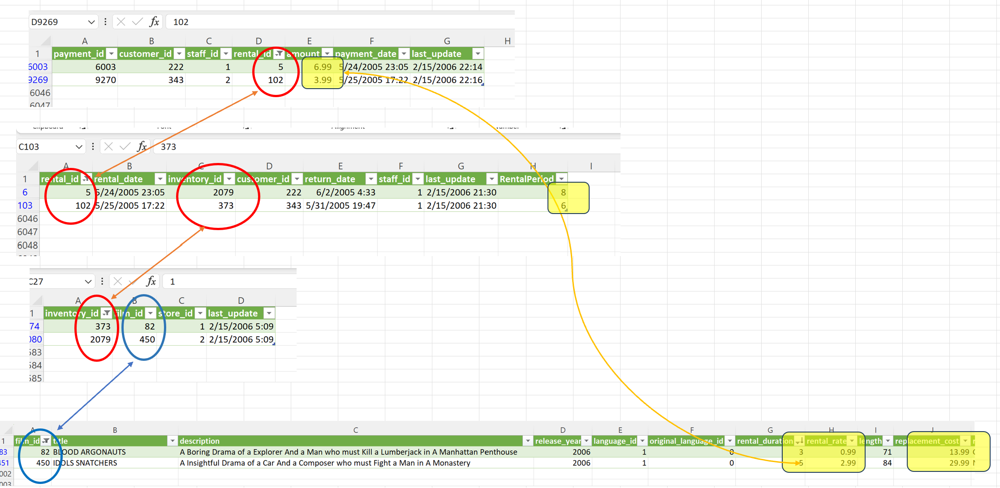 D9269 fx 102
A B C D E F G H
1 payment_id customer_id staff_id rental_id amount payment_date last_update
6003 6003 222 1 5 6.99 5/24/2005 23:05 2/15/2006 22:14
9269 9270 343 2 102 3.99 5/25/2005 17:22 2/15/2006 22:16
6046
6047
Clipboard Font Alignment Number
C103 fx 373
A B C D E F G H I
1 rental_id rental_date inventory_id customer_id return_date staff_id last_update RentalPeriod
6 5 5/24/2005 23:05 2079 222 6/2/2005 4:33 1 2/15/2006 21:30 8
103 102 5/25/2005 17:22 373 343 5/31/2005 19:47 1 2/15/2006 21:30 6
6046
6047
6048
C27 fx 1
A B C D
1 inventory_id film_id store_id last_update
74 373 82 1 2/15/2006 5:09
080 2079 450 2 2/15/2006 5:09
583
584
585
A B C D E F G H I J
1 film_id title description release_year language_id original_language_id rental_duration rental_rate length replacement_cost r
83 82 BLOOD ARGONAUTS A Boring Drama of a Explorer And a Man who must Kill a Lumberjack in A Manhattan Penthouse 2006 1 0 3 0.99 71 13.99
451 450 IDOLS SNATCHERS A Insightful Drama of a Car And a Composer who must Fight a Man in A Monastery 2006 1 0 5 2.99 84 29.99
002
003